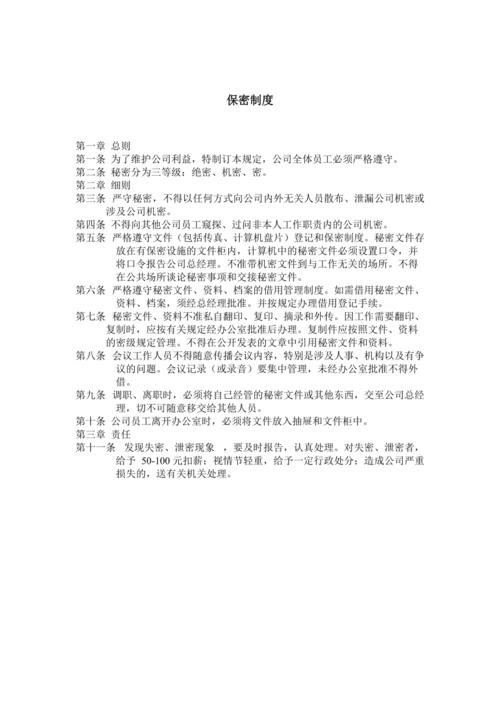 保密制度
第一章 总则
第一条 为了维护公司利益，特制订本规定，公司全体员工必须严格遵守。
第二条 秘密分为三等级：绝密、机密、密。
第二章 细则
第三条 严守秘密，不得以任何方式向公司内外无关人员散布、泄漏公司机密或
涉及公司机密。
第四条 不得向其他公司员工窥探、过问非本人工作职责内的公司机密。
第五条 严格遵守文件（包括传真、计算机盘片）登记和保密制度。秘密文件存
放在有保密设施的文件柜内，计算机中的秘密文件必须设置口令，并
将口令报告公司总经理。不准带机密文件到与工作无关的场所。不得
在公共场所谈论秘密事项和交接秘密文件。
第六条 严格遵守秘密文件、资料、档案的借用管理制度。如需借用秘密文件、
资料、档案，须经总经理批准。并按规定办理借用登记手续。
第七条 秘密文件、资料不准私自翻印、复印、摘录和外传。因工作需要翻印、
复制时，应按有关规定经办公室批准后办理。复制件应按照文件、资料
的密级规定管理。不得在公开发表的文章中引用秘密文件和资料。
第八条 会议工作人员不得随意传播会议内容，特别是涉及人事、机构以及有争
议的问题。会议记录（或录音）要集中管理，未经办公室批准不得外
借。
第九条 调职、离职时，必须将自己经管的秘密文件或其他东西，交至公司总经
理，切不可随意移交给其他人员。
第十条 公司员工离开办公室时，必须将文件放入抽屉和文件柜中。
第三章 责任
第十一条 发现失密、泄密现象 ，要及时报告，认真处理。对失密、泄密者，
给予 50-100 元扣薪；视情节轻重，给予一定行政处分；造成公司严重
损失的，送有关机关处理。